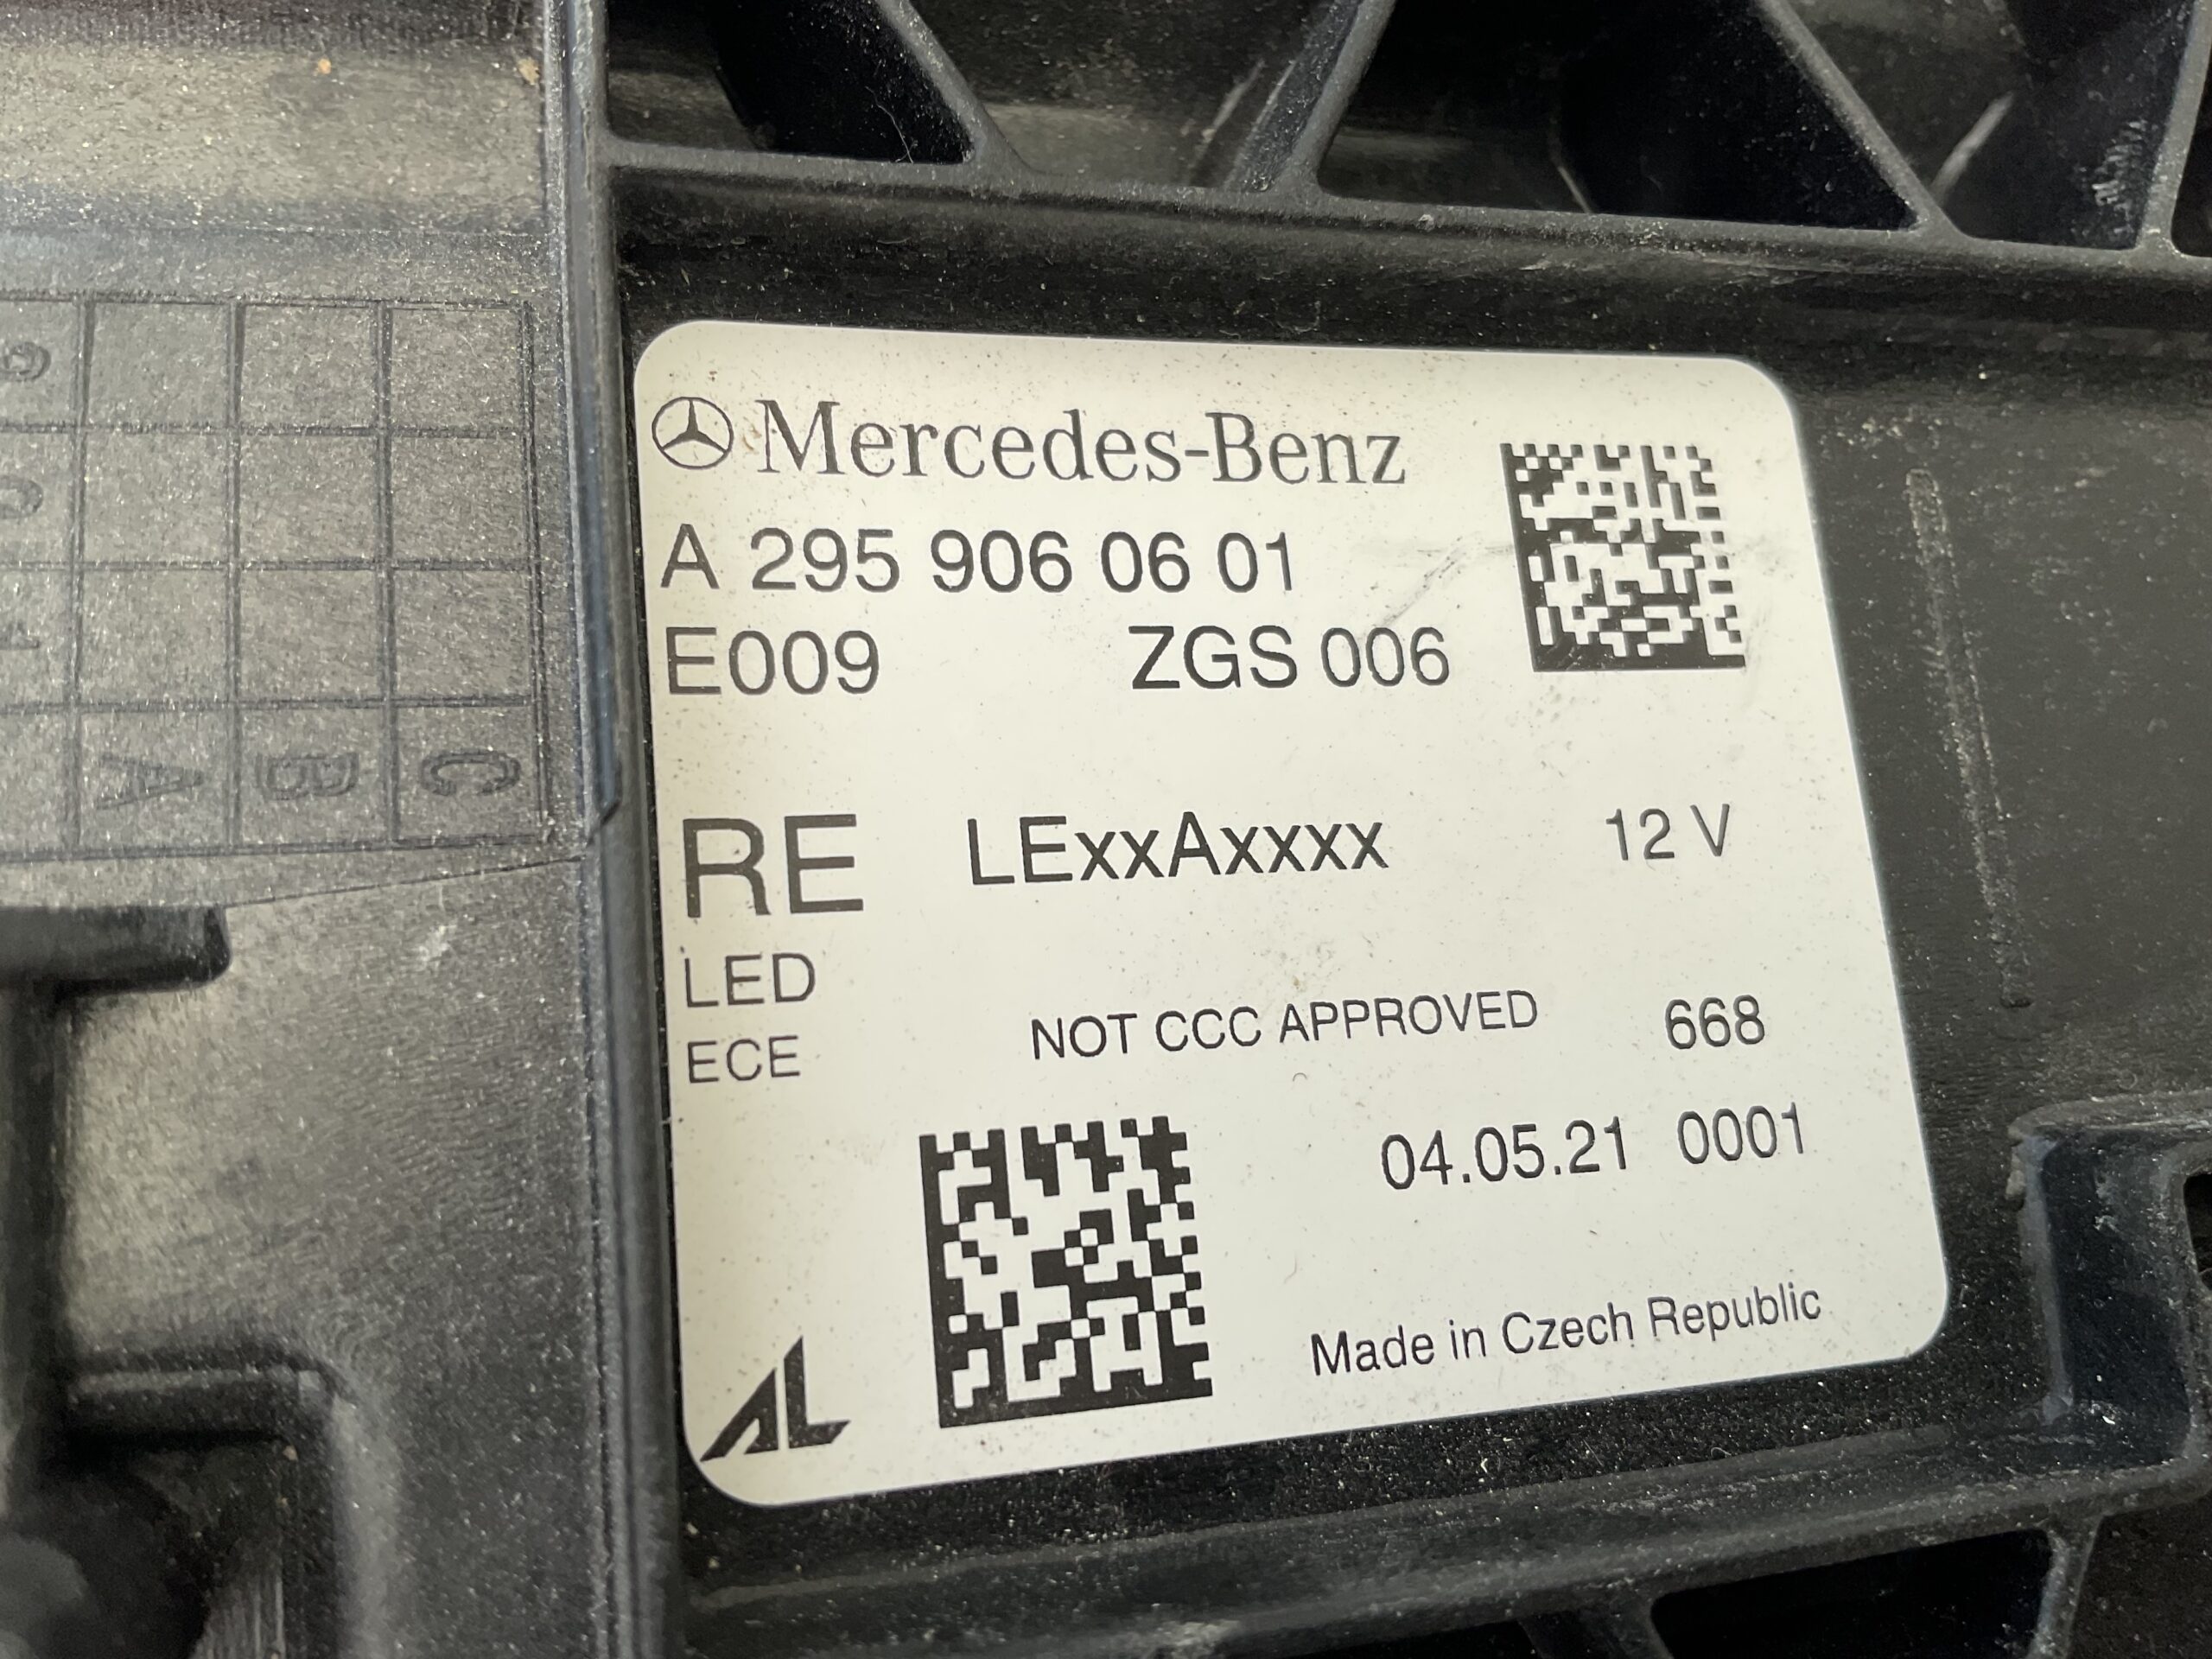 Mercedes-Benz
A 295 906 06 01
E009 ZGS 006
RE LExxAxxxx 12 V
LED
ECE NOT CCC APPROVED 668
04.05.21 0001
AL
Made in Czech Republic
A B C